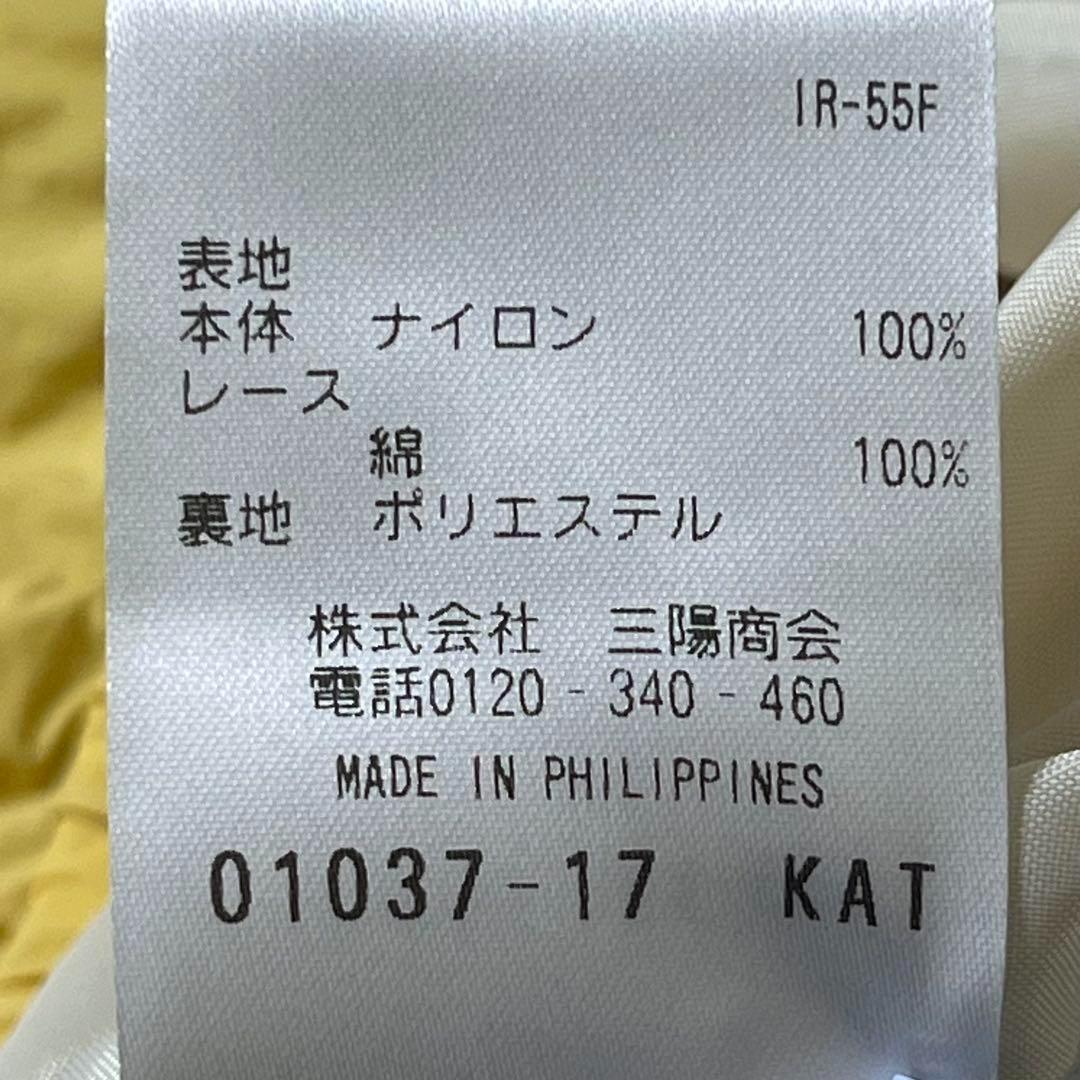 IR-55F
表地
本体 ナイロン 100%
レース
綿 100%
裏地 ポリエステル
株式会社 三陽商会
電話0120-340-460
MADE IN PHILIPPINES
01037-17 KAT